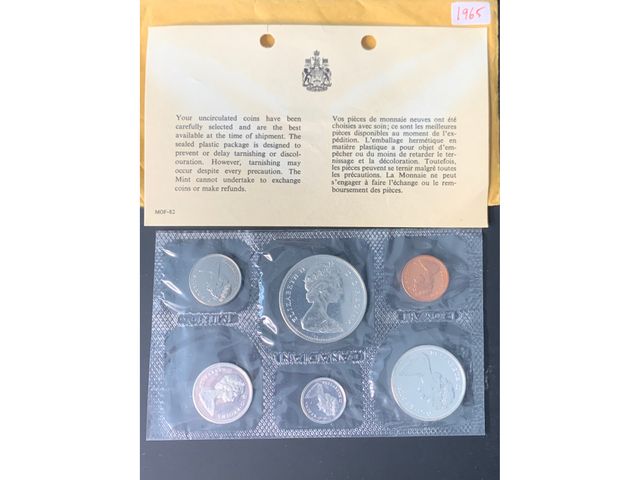 1965
Your uncirculated coins have been
carefully selected and are the best
available at the time of shipment. The
sealed plastic package is designed to
prevent or delay tarnishing or discol-
ouration. However, tarnishing may
occur despite every precaution. The
Mint cannot undertake to exchange
coins or make refunds.
Vos pièces de monnaie neuves ont été
choisies avec soin; ce sont les meilleures
pièces disponibles au moment de l'ex-
pédition. L'emballage hermétique en
matière plastique a pour objet d'em-
pêcher ou du moins de retarder le ter-
nissage et la décoloration. Toutefois,
les pièces peuvent se ternir malgré toutes
les précautions. La Monnaie ne peut
s'engager à faire l'échange ou le rem-
boursement des pièces.
MOF-82
ELIZABETH II
ROYAL
CANADIAN